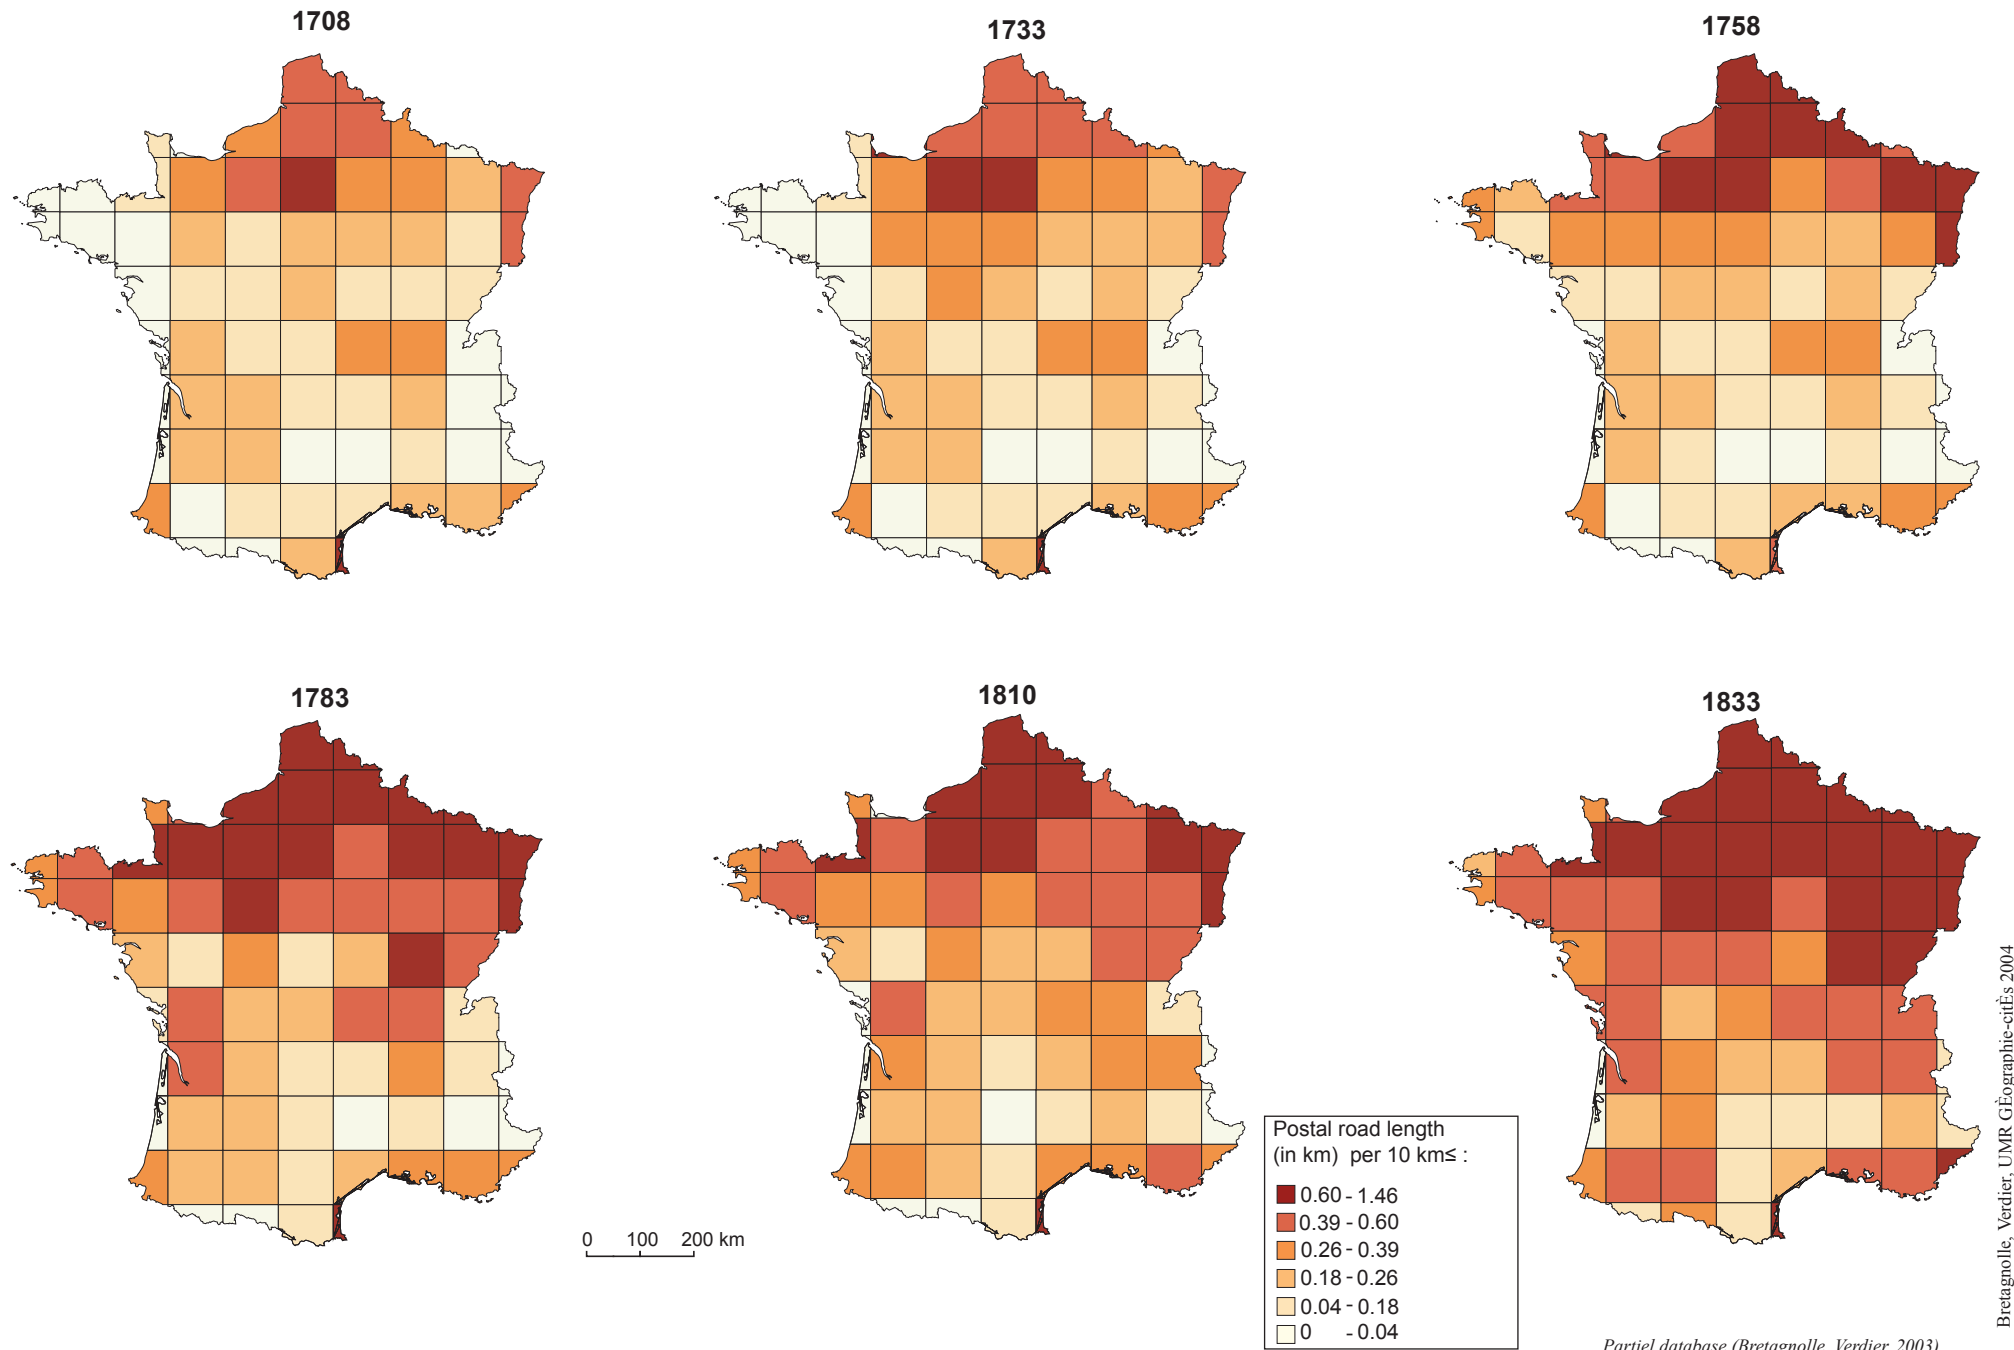 1708
1733
1758
1783
1810
1833
0 100 200 km
Postal road length
(in km) per 10 km≤ :
0.60 - 1.46
0.39 - 0.60
0.26 - 0.39
0.18 - 0.26
0.04 - 0.18
0 - 0.04
Bretagnolle, Verdier, UMR GÈographie-citÈs 2004
Partiel database (Bretagnolle, Verdier, 2003)